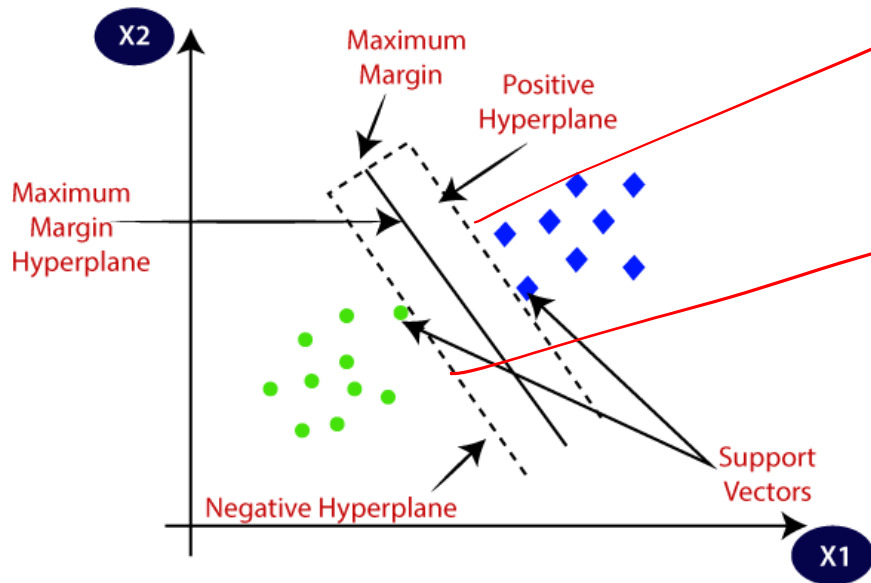 X2
Maximum
Margin
Positive
Hyperplane
Maximum
Margin
Hyperplane
Support
Vectors
Negative Hyperplane
X1